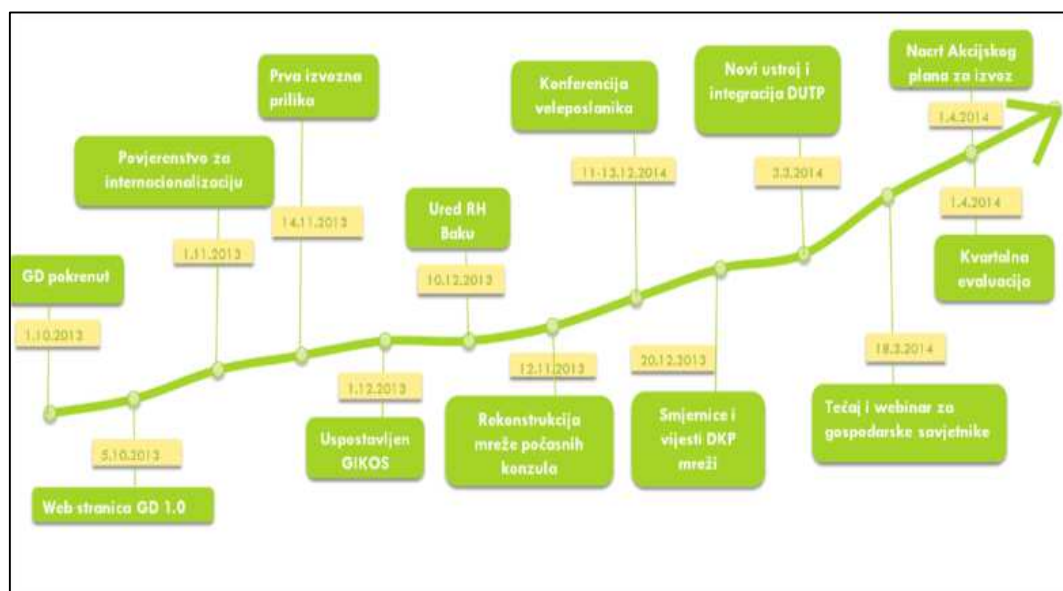 GD pokrenut
1.10.2013
5.10.2013
Web stranica GD 1.0
Povjerenstvo za
internacionalizaciju
1.11.2013
Prva izvozna
prilika
14.11.2013
1.12.2013
Uspostavljen
GIKOS
Ured RH
Baku
10.12.2013
12.11.2013
Rekonstrukcija
mreže počasnih
konzula
Konferencija
veleposlanika
11-13.12.2014
20.12.2013
Smjernice i
vijesti DKP
mreži
Novi ustroj i
integracija DUTP
3.3.2014
18.3.2014
Tečaj i webinar za
gospodarske savjetnike
Nacrt Akcijskog
plana za izvoz
1.4.2014
1.4.2014
Kvartalna
evaluacija